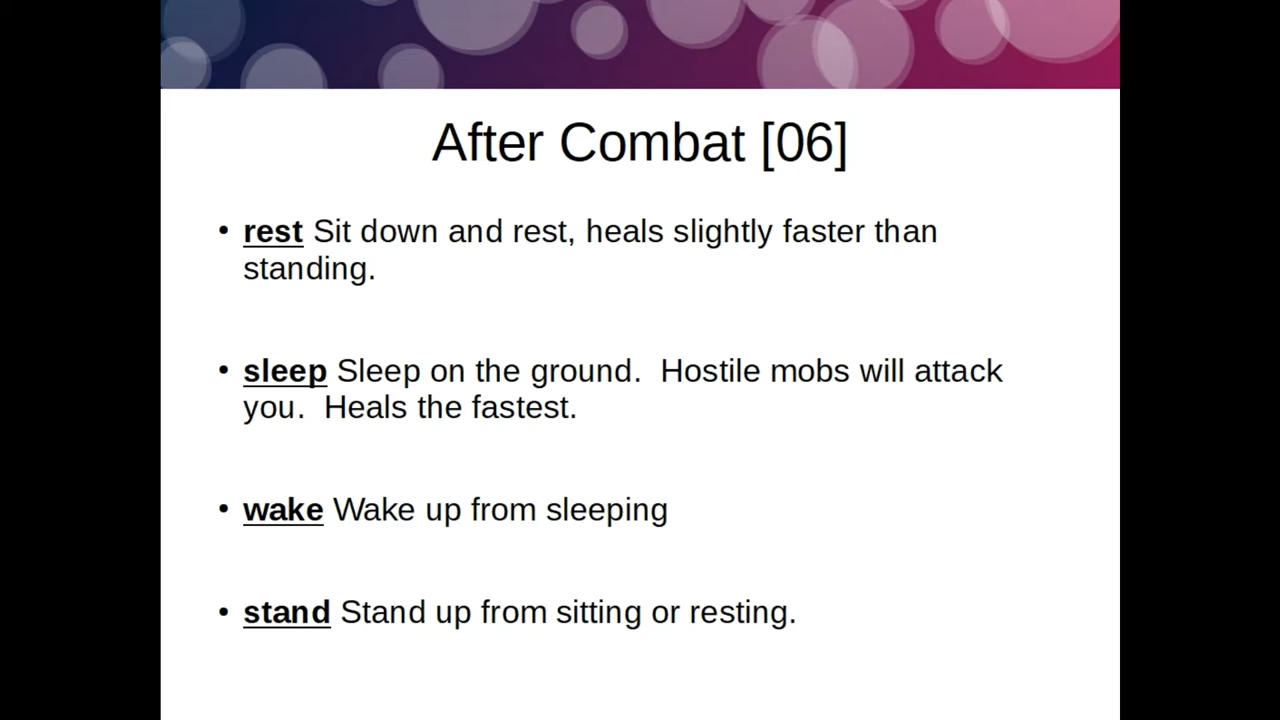 After Combat [06]
• rest Sit down and rest, heals slightly faster than
standing.
• sleep Sleep on the ground.  Hostile mobs will attack
you.  Heals the fastest.
• wake Wake up from sleeping
• stand Stand up from sitting or resting.